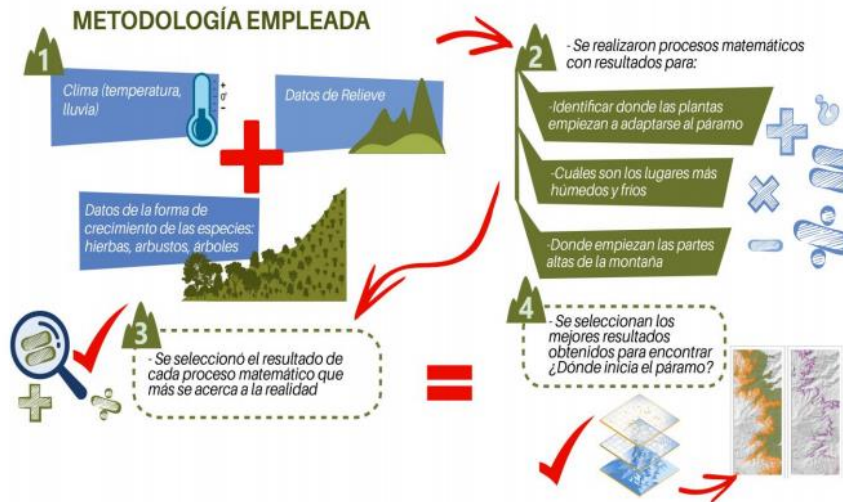 METODOLOGÍA EMPLEADA
1
Clima (temperatura,
lluvia)
+
0°
-
Datos de Relieve
Datos de la forma de
crecimiento de las especies:
hierbas, arbustos, árboles
2
- Se realizaron procesos matemáticos
con resultados para:
-Identificar donde las plantas
empiezan a adaptarse al páramo
-Cuáles son los lugares más
húmedos y fríos
-Donde empiezan las partes
altas de la montaña
3
- Se seleccionó el resultado de
cada proceso matemático que
más se acerca a la realidad
=
4
- Se seleccionan los
mejores resultados
obtenidos para encontrar
¿Dónde inicia el páramo?